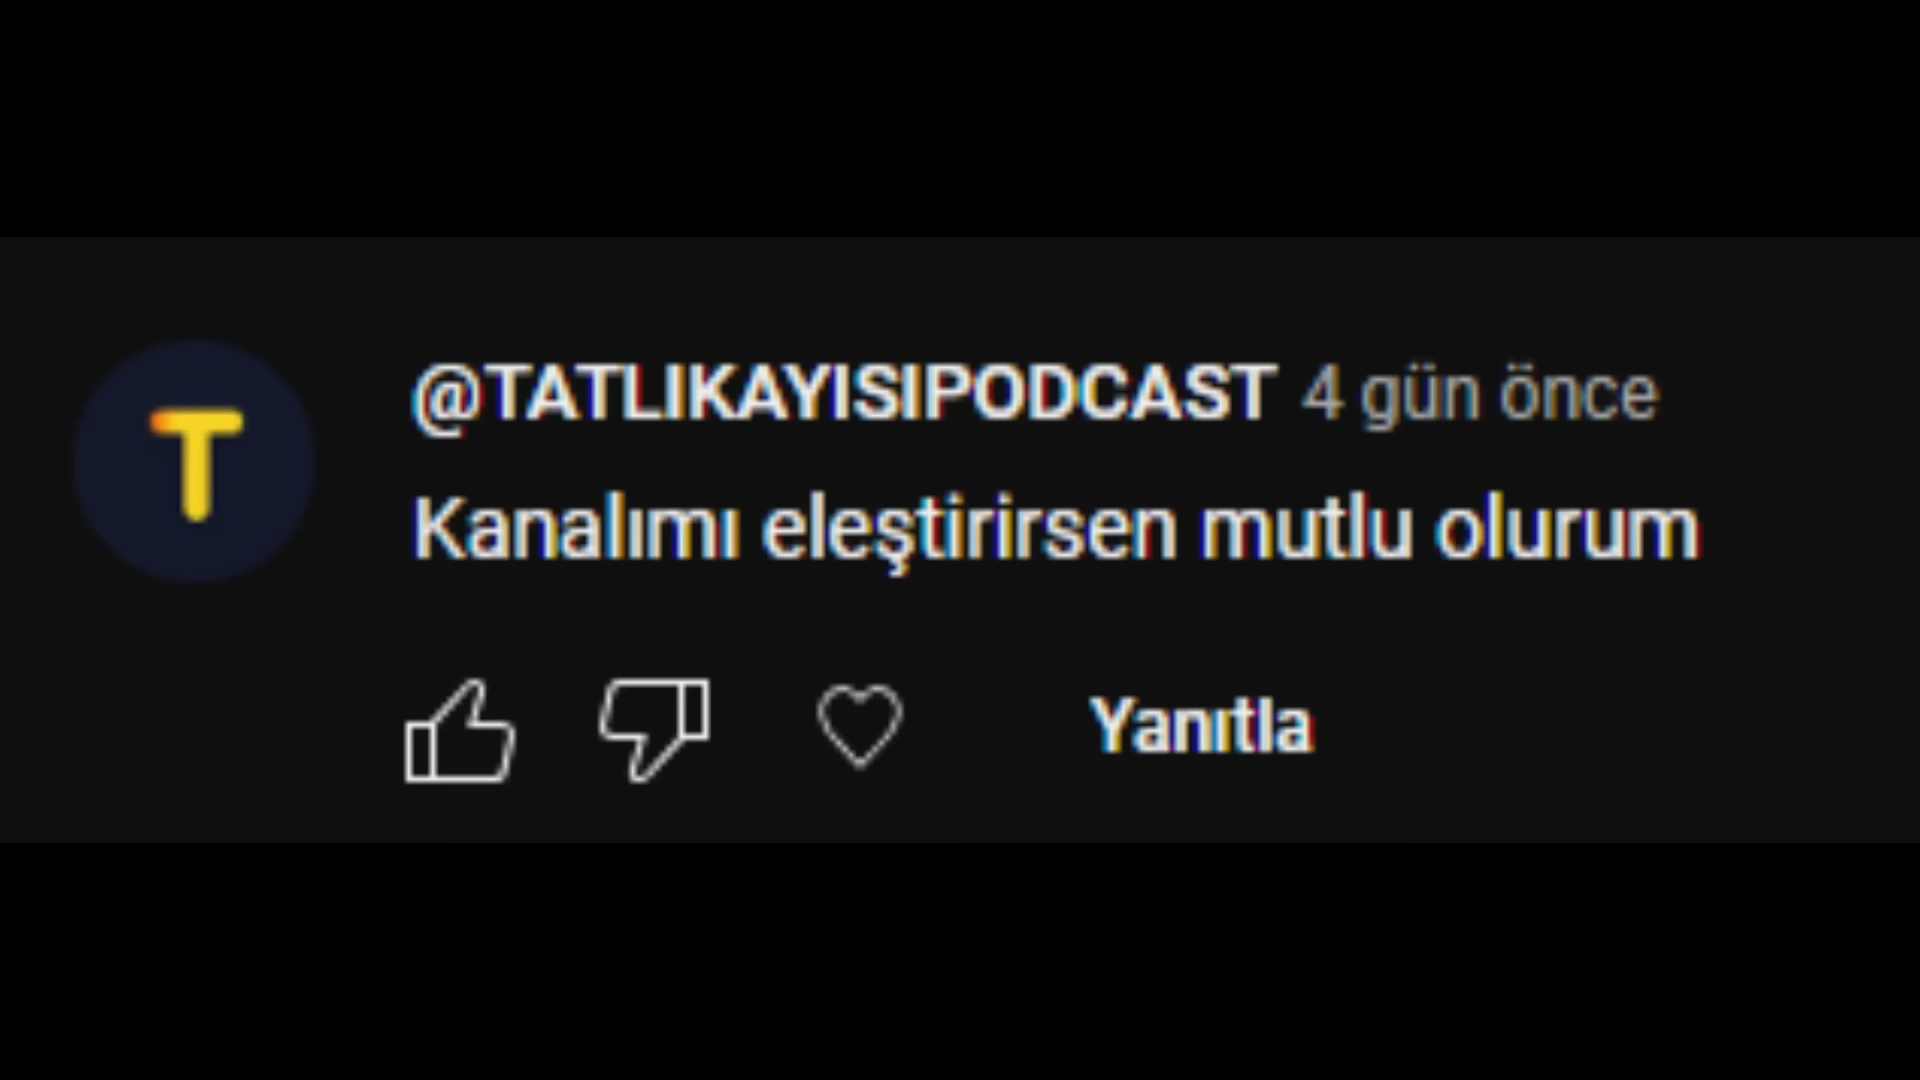 T
@TATLIKAYISIPODCAST 4 gün önce
Kanalımı eleştirirsen mutlu olurum
Yanıtla